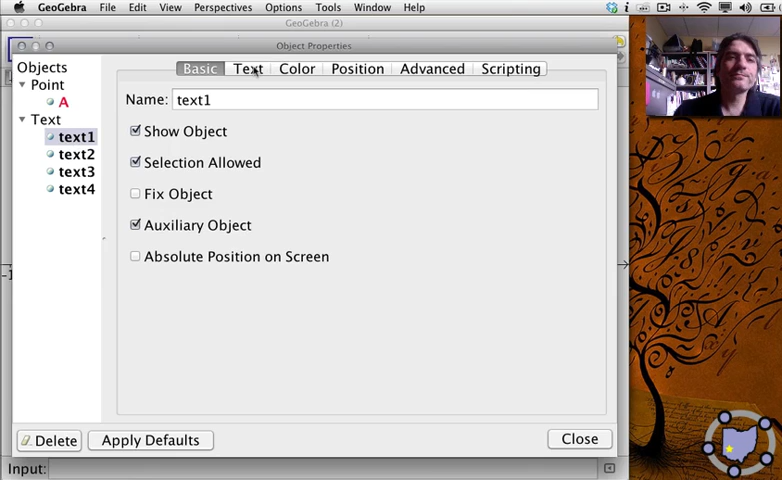 GeoGebra File Edit View Perspectives Options Tools Window Help
GeoGebra (2)
Object Properties
Objects
Point
A
Text
text1
text2
text3
text4
Basic Text Color Position Advanced Scripting
Name: text1
Show Object
Selection Allowed
Fix Object
Auxiliary Object
Absolute Position on Screen
Delete Apply Defaults Close
Input: